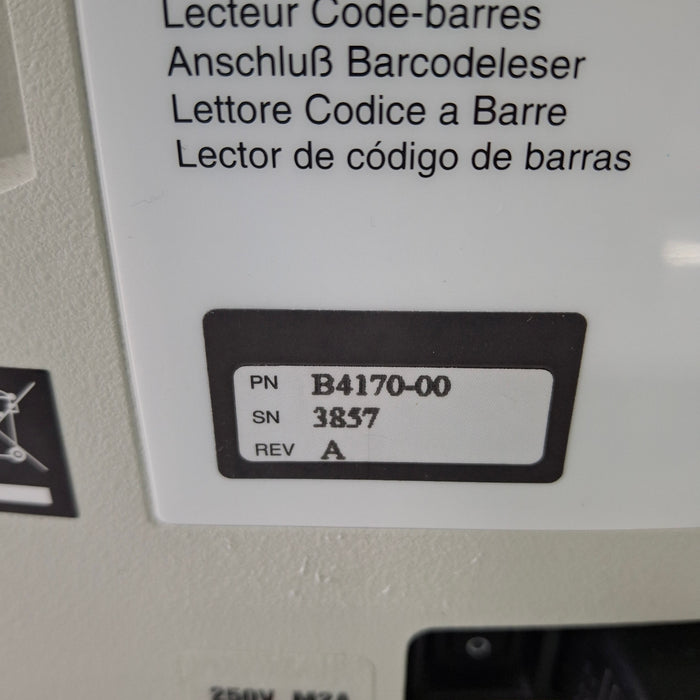 Lecteur Code-barres
Anschluß Barcodeleser
Lettore Codice a Barre
Lector de código de barras
PN B4170-00
SN 3857
REV A
250V